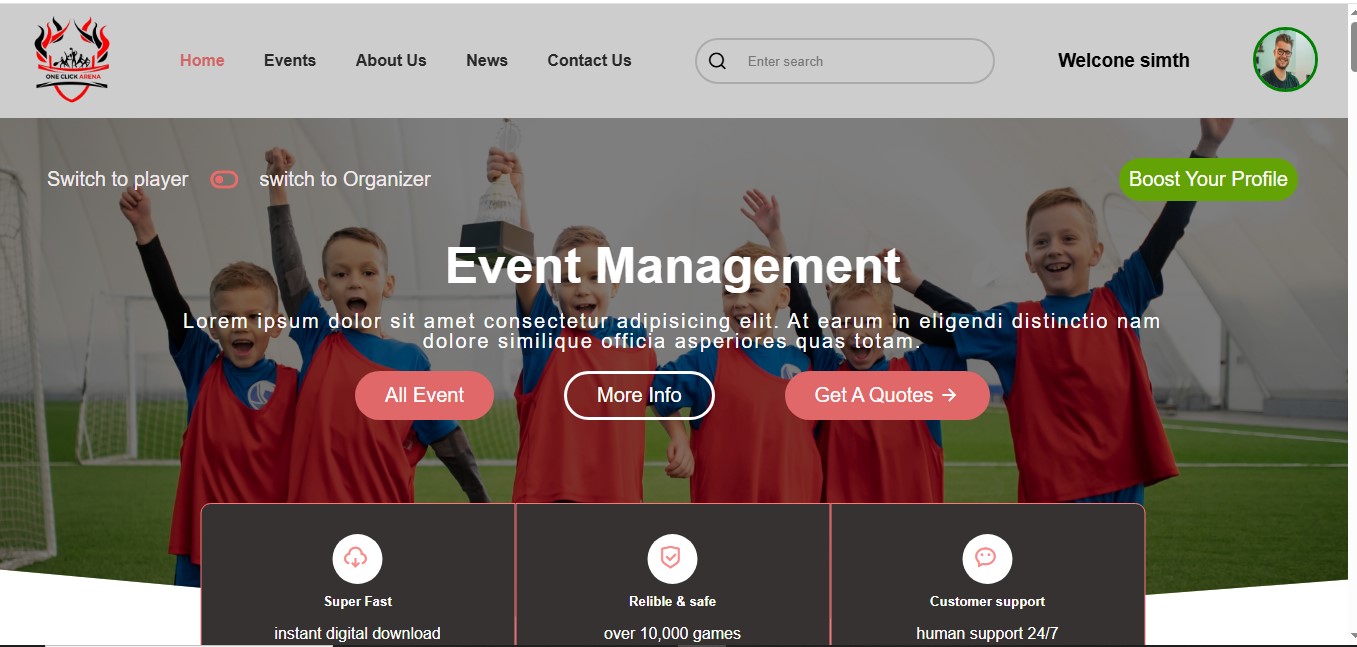 ONE CLICK ARENA
Home
Events
About Us
News
Contact Us
Enter search
Welcone simth
Switch to player
switch to Organizer
Boost Your Profile
Event Management
Lorem ipsum dolor sit amet consectetur adipisicing elit. At earum in eligendi distinctio nam
dolore similique officia asperiores quas totam.
All Event
More Info
Get A Quotes →
Super Fast
instant digital download
Relible & safe
over 10,000 games
Customer support
human support 24/7